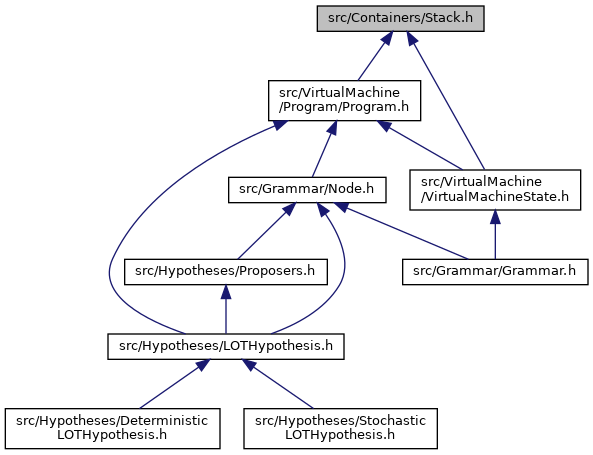 src/Containers/Stack.h
src/VirtualMachine
/Program/Program.h
src/Grammar/Node.h
src/VirtualMachine
/VirtualMachineState.h
src/Hypotheses/Proposers.h
src/Grammar/Grammar.h
src/Hypotheses/LOTHypothesis.h
src/Hypotheses/Deterministic
LOTHypothesis.h
src/Hypotheses/Stochastic
LOTHypothesis.h